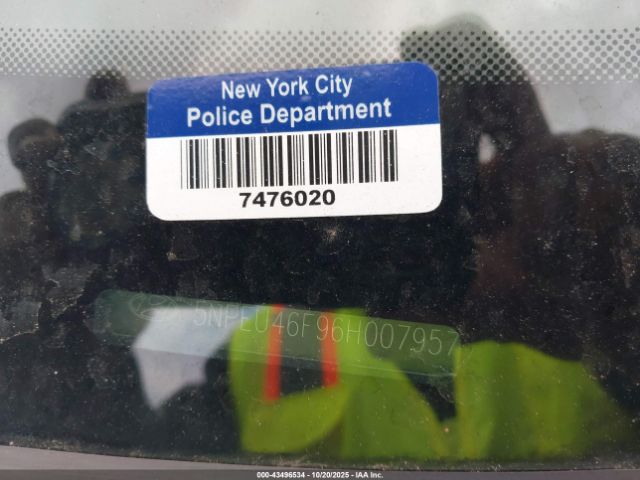 New York City
Police Department
7476020
5NPEU46F96H007957
000-43496534 - 10/20/2025 - IAA Inc.